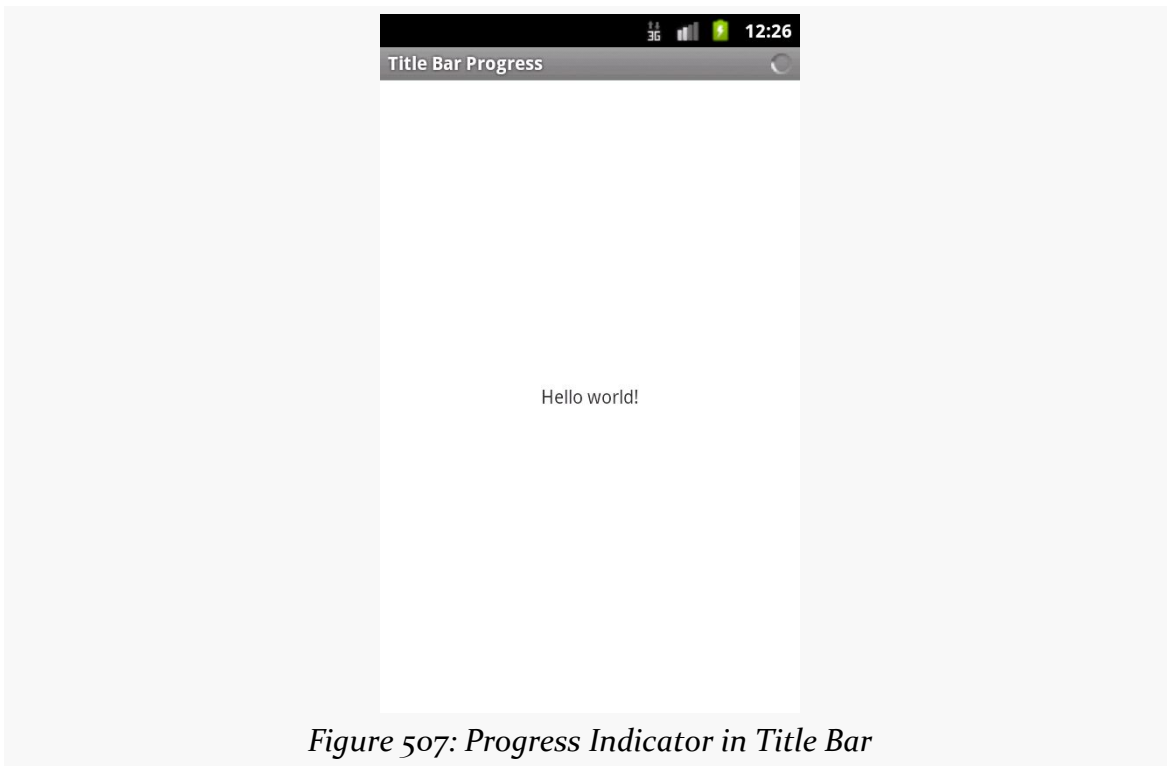 3G 12:26
Title Bar Progress
Hello world!
Figure 507: Progress Indicator in Title Bar